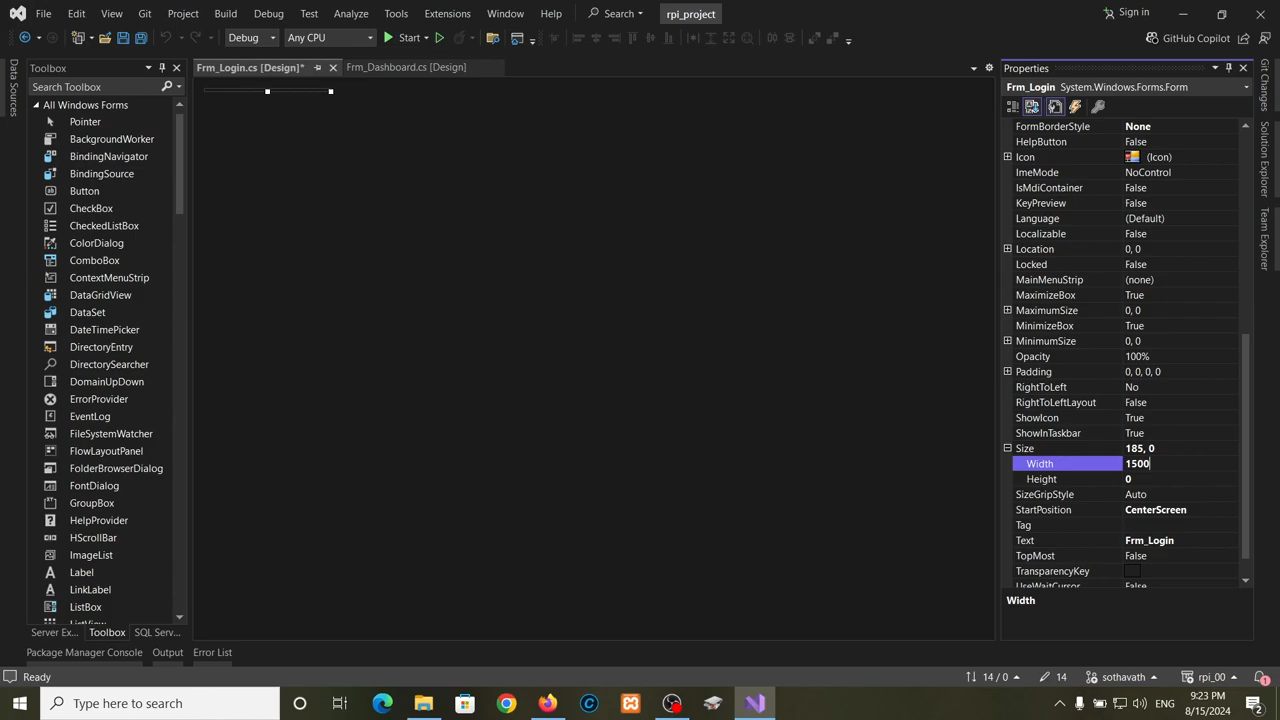 File Edit View Git Project Build Debug Test Analyze Tools Extensions Window Help Search rpi_project Sign in
Debug Any CPU Start GitHub Copilot
Data Sources
Toolbox
Search Toolbox
All Windows Forms
Pointer
BackgroundWorker
BindingNavigator
BindingSource
Button
CheckBox
CheckedListBox
ColorDialog
ComboBox
ContextMenuStrip
DataGridView
DataSet
DateTimePicker
DirectoryEntry
DirectorySearcher
DomainUpDown
ErrorProvider
EventLog
FileSystemWatcher
FlowLayoutPanel
FolderBrowserDialog
FontDialog
GroupBox
HelpProvider
HScrollBar
ImageList
Label
LinkLabel
ListBox
ListView
Server Ex... Toolbox SQL Serv...
Frm_Login.cs [Design]* Frm_Dashboard.cs [Design]
Properties
Frm_Login System.Windows.Forms.Form
FormBorderStyle None
HelpButton False
Icon (Icon)
ImeMode NoControl
IsMdiContainer False
KeyPreview False
Language (Default)
Localizable False
Location 0, 0
Locked False
MainMenuStrip (none)
MaximizeBox True
MaximumSize 0, 0
MinimizeBox True
MinimumSize 0, 0
Opacity 100%
Padding 0, 0, 0, 0
RightToLeft No
RightToLeftLayout False
ShowIcon True
ShowInTaskbar True
Size 185, 0
Width 1500
Height 0
SizeGripStyle Auto
StartPosition CenterScreen
Tag
Text Frm_Login
TopMost False
TransparencyKey
UseWaitCursor False
Width
Git Changes
Solution Explorer
Team Explorer
Package Manager Console Output Error List
Ready 14 / 0 14 sothavath rpi_00 1
Type here to search
9:23 PM
8/15/2024
2